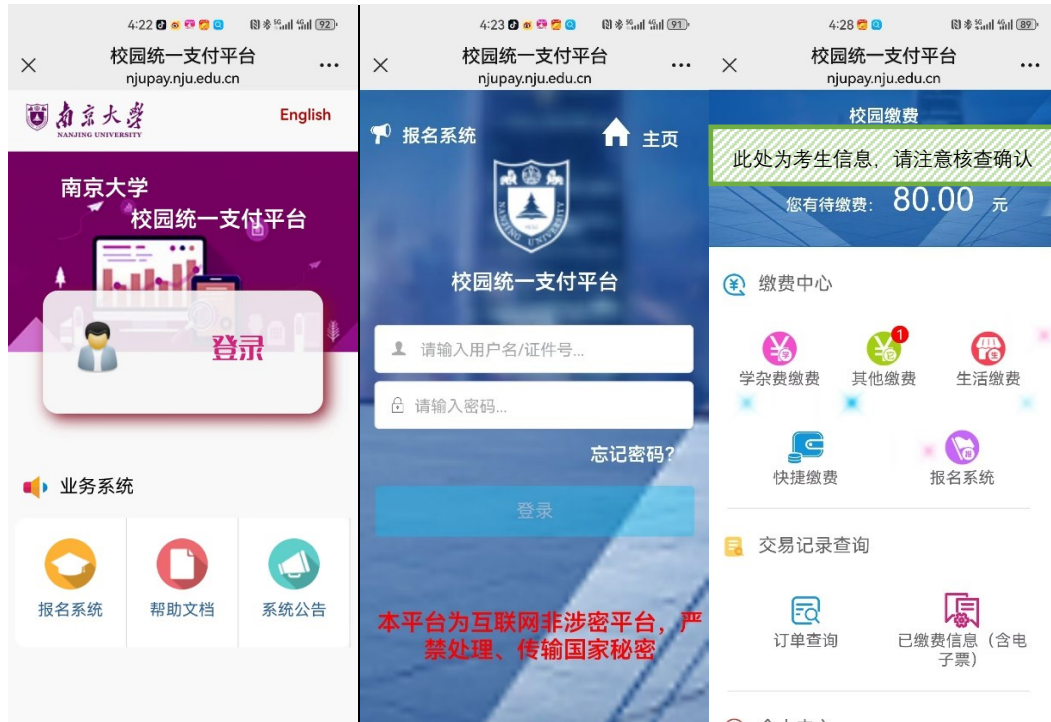 4:22
92
校园统一支付平台
njupay.nju.edu.cn
南京大学
NANJING UNIVERSITY
English
南京大学
校园统一支付平台
登录
业务系统
报名系统
帮助文档
系统公告
4:23
91
校园统一支付平台
njupay.nju.edu.cn
报名系统
主页
NANJING UNIVERSITY
校园统一支付平台
请输入用户名/证件号...
请输入密码...
忘记密码?
登录
本平台为互联网非涉密平台，严
禁处理、传输国家秘密
4:28
89
校园统一支付平台
njupay.nju.edu.cn
校园缴费
此处为考生信息，请注意核查确认
您有待缴费: 80.00 元
缴费中心
1
学杂费缴费
其他缴费
生活缴费
快捷缴费
报名系统
交易记录查询
订单查询
已缴费信息（含电
子票）